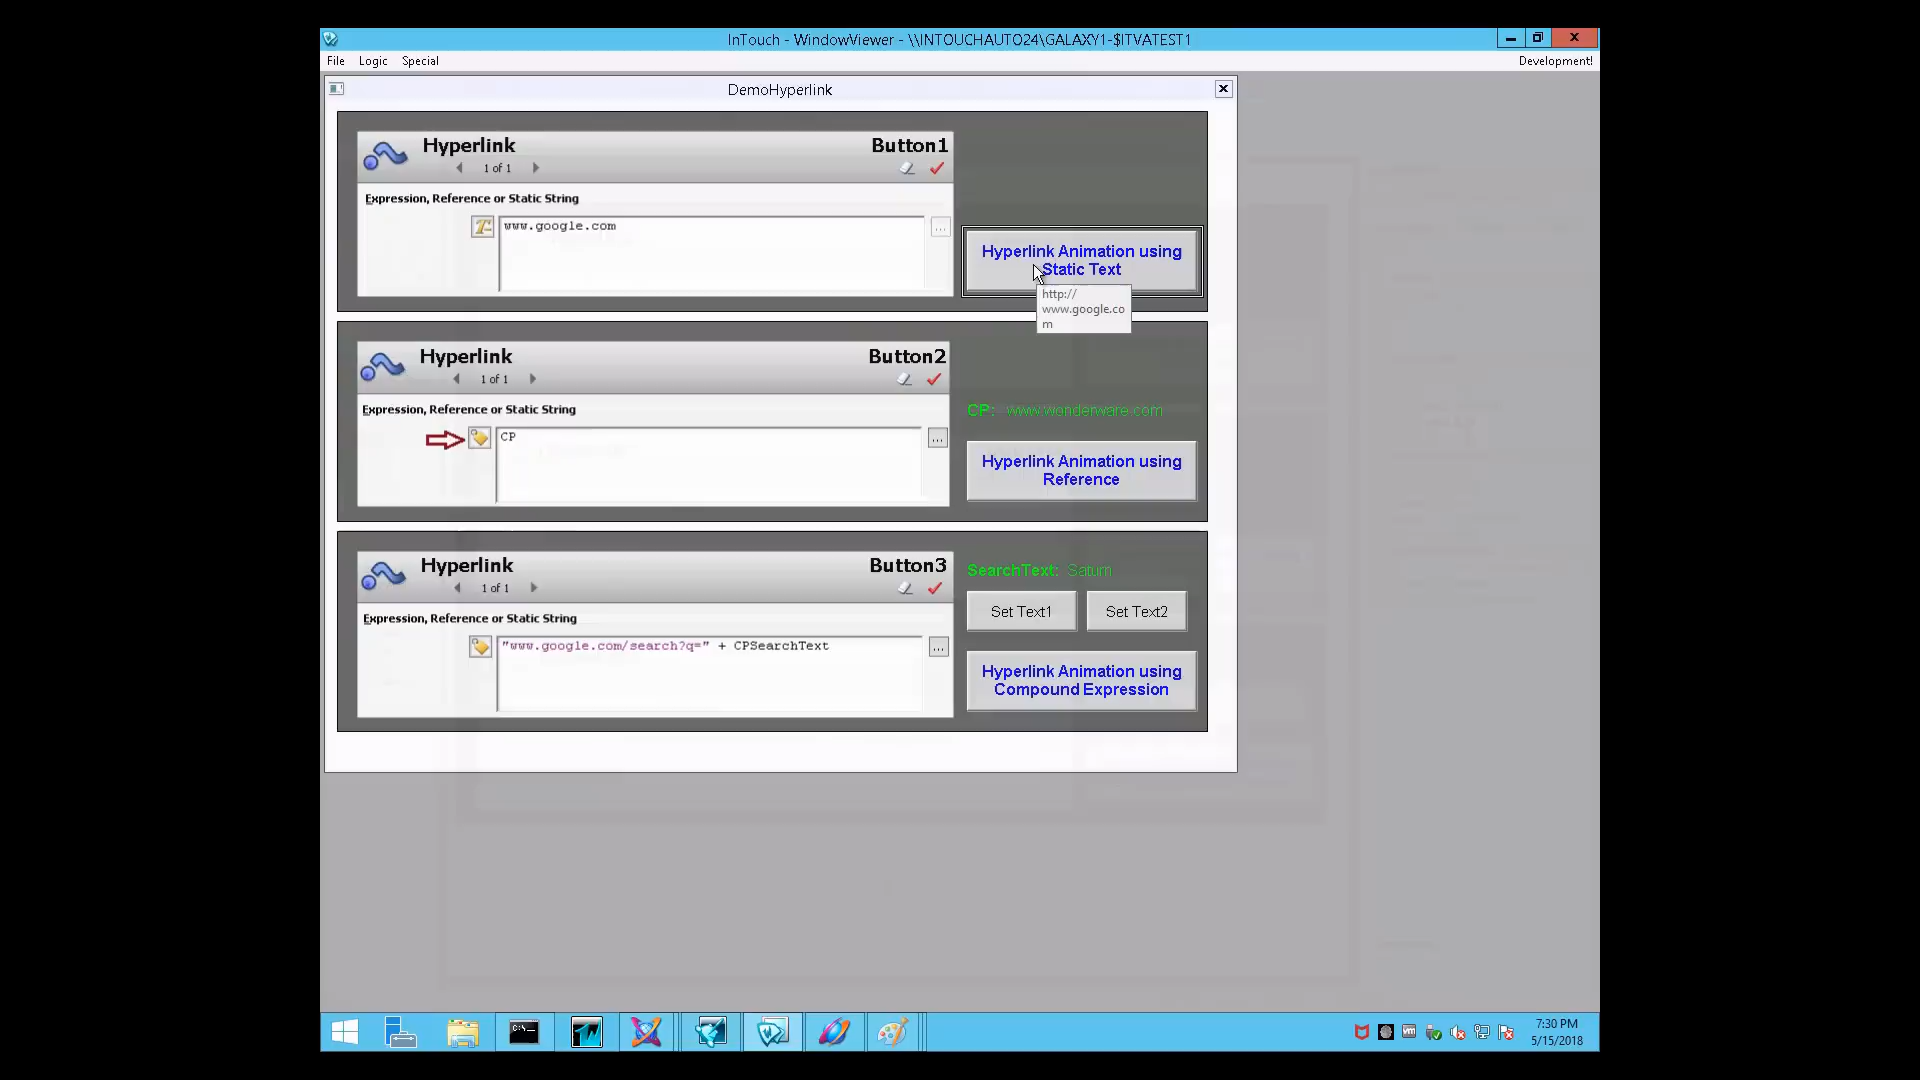 InTouch - WindowViewer - \\INTOUCHAUTO24\GALAXY1-$ITVATEST1
File Logic Special Development!
DemoHyperlink
Hyperlink Button1
1 of 1
Expression, Reference or Static String
www.google.com
...
Hyperlink Animation using
Static Text
http://
www.google.co
m
Hyperlink Button2
1 of 1
Expression, Reference or Static String
CP
...
CP: www.wonderware.com
Hyperlink Animation using
Reference
Hyperlink Button3
1 of 1
Expression, Reference or Static String
"www.google.com/search?q=" + CPSearchText
...
SearchText: Saturn
Set Text1 Set Text2
Hyperlink Animation using
Compound Expression
7:30 PM
5/15/2018